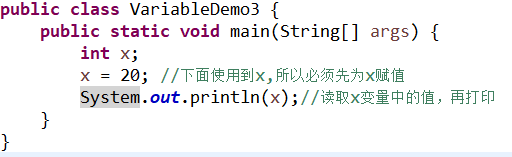 public class VariableDemo3 {
public static void main(String[] args) {
int x;
x = 20; //下面使用到x,所以必须先为x赋值
System.out.println(x);//读取x变量中的值，再打印
}
}